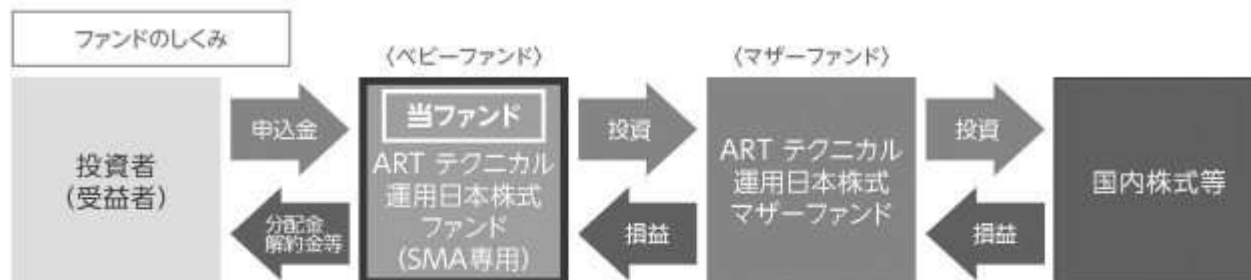 ファンドのしくみ
〈ベビーファンド〉
〈マザーファンド〉
投資者
(受益者)
申込金
分配金
解約金等
当ファンド
ART テクニカル
運用日本株式
ファンド
(SMA専用)
投資
損益
ART テクニカル
運用日本株式
マザーファンド
投資
損益
国内株式等